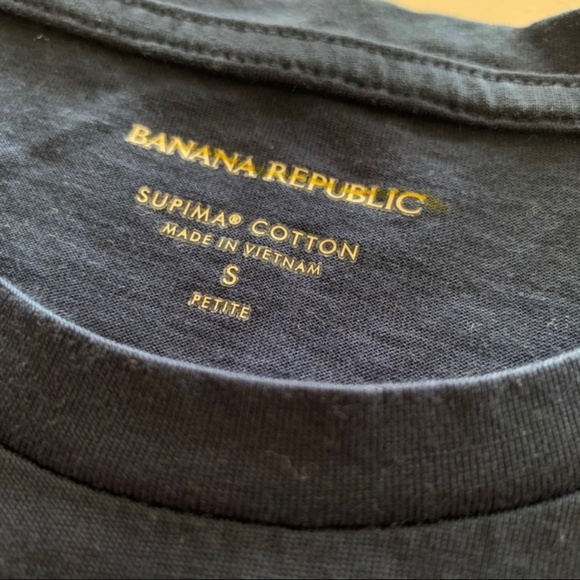 BANANA REPUBLIC
SUPIMA® COTTON
MADE IN VIETNAM
S
PETITE